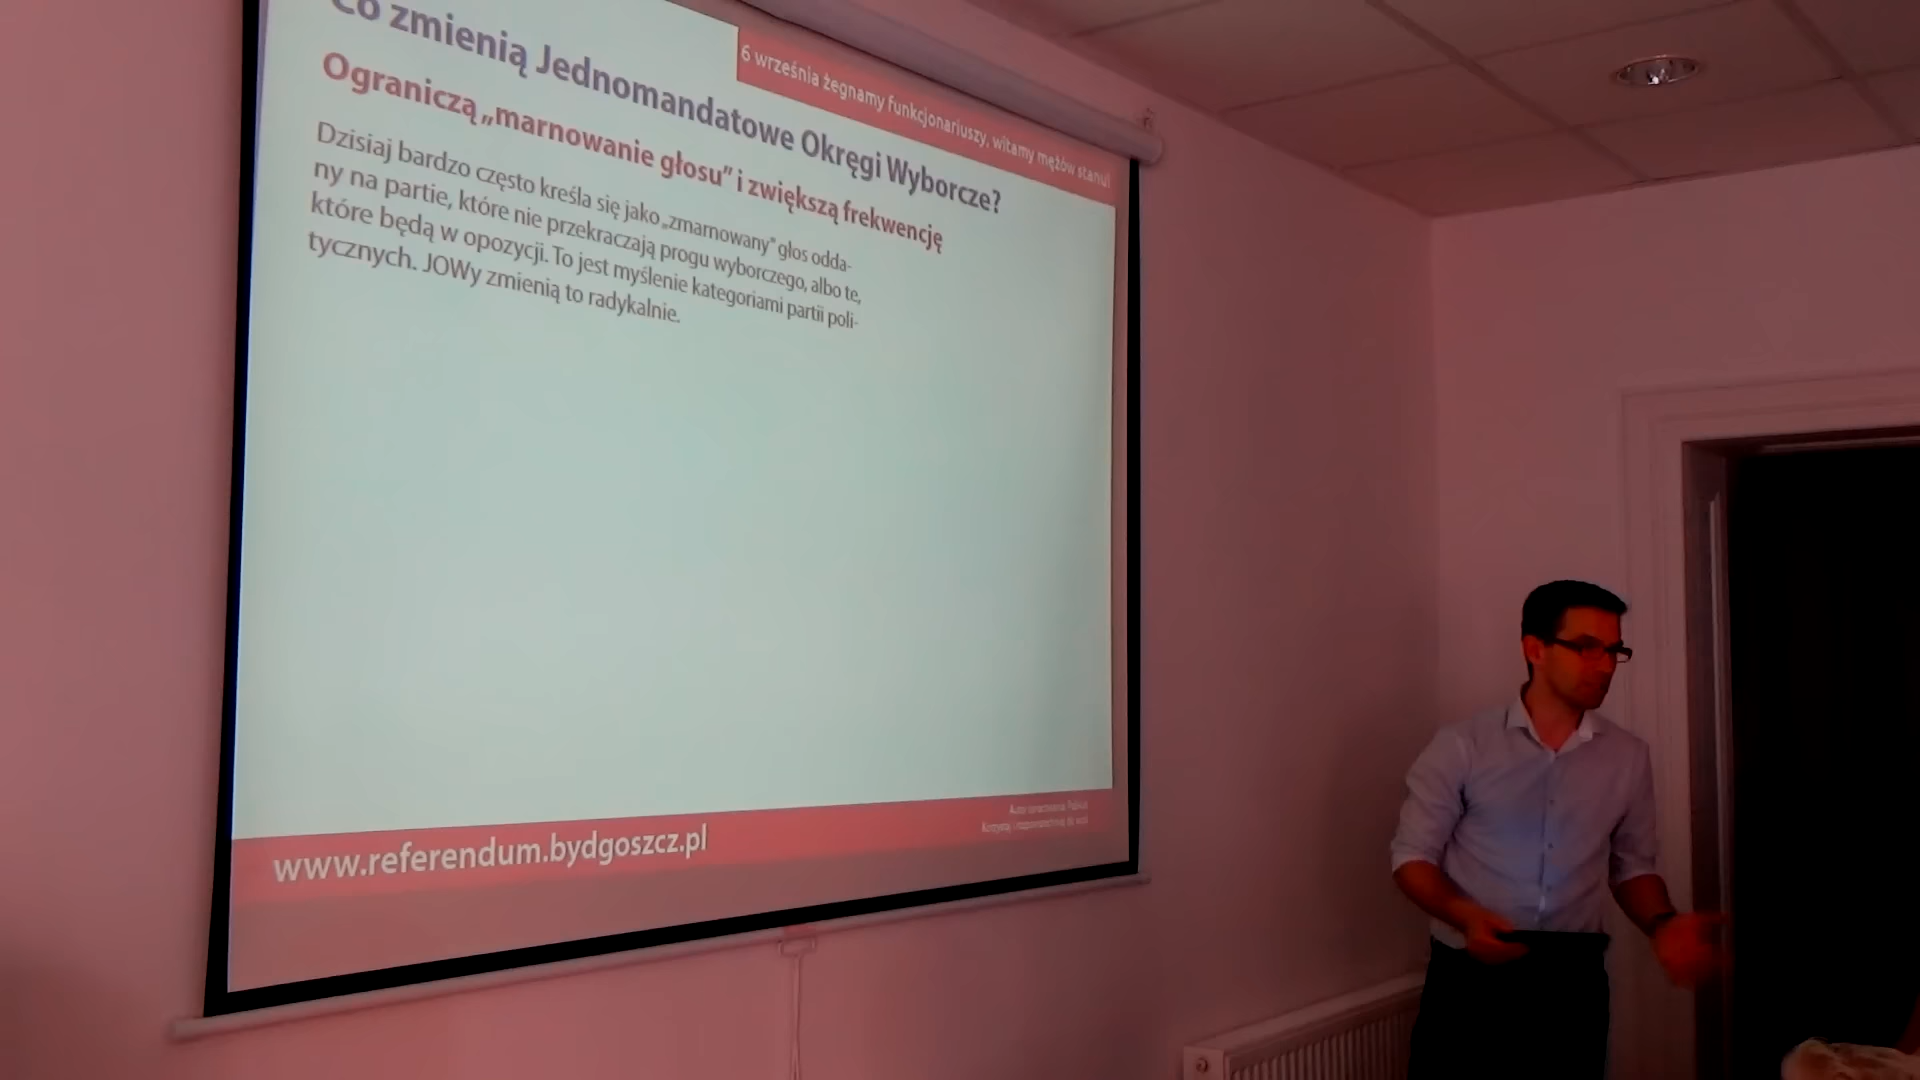 6 września żegnamy funkcjonariuszy, witamy mężów stanu!
Co zmienią Jednomandatowe Okręgi Wyborcze?
Ograniczą „marnowanie głosu” i zwiększą frekwencję
Dzisiaj bardzo często kreśla się jako „zmarnowany” głos odda-
ny na partie, które nie przekraczają progu wyborczego, albo te,
które będą w opozycji. To jest myślenie kategoriami partii poli-
tycznych. JOWy zmienią to radykalnie.
www.referendum.bydgoszcz.pl